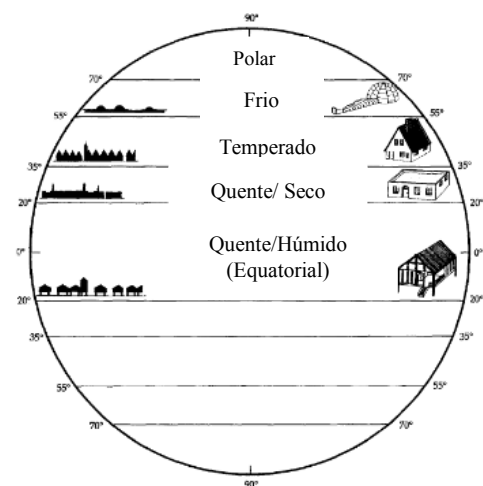 90°
Polar
70° 70°
Frio
55° 55°
Temperado
35° 35°
Quente/ Seco
20° 20°
Quente/Húmido
0° 0°
(Equatorial)
20° 20°
35° 35°
55° 55°
70° 70°
90°